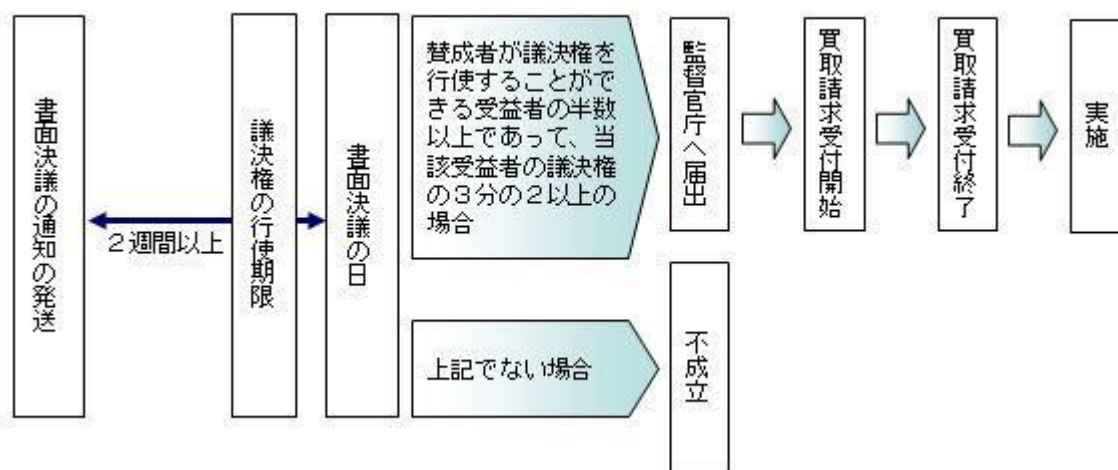 書面決議の通知の発送
２週間以上
議決権の行使期限
書面決議の日
賛成者が議決権を
行使することがで
きる受益者の半数
以上であって、当
該受益者の議決権
の３分の２以上の
場合
監督官庁へ届出
買取請求受付開始
買取請求受付終了
実施
上記でない場合
不成立